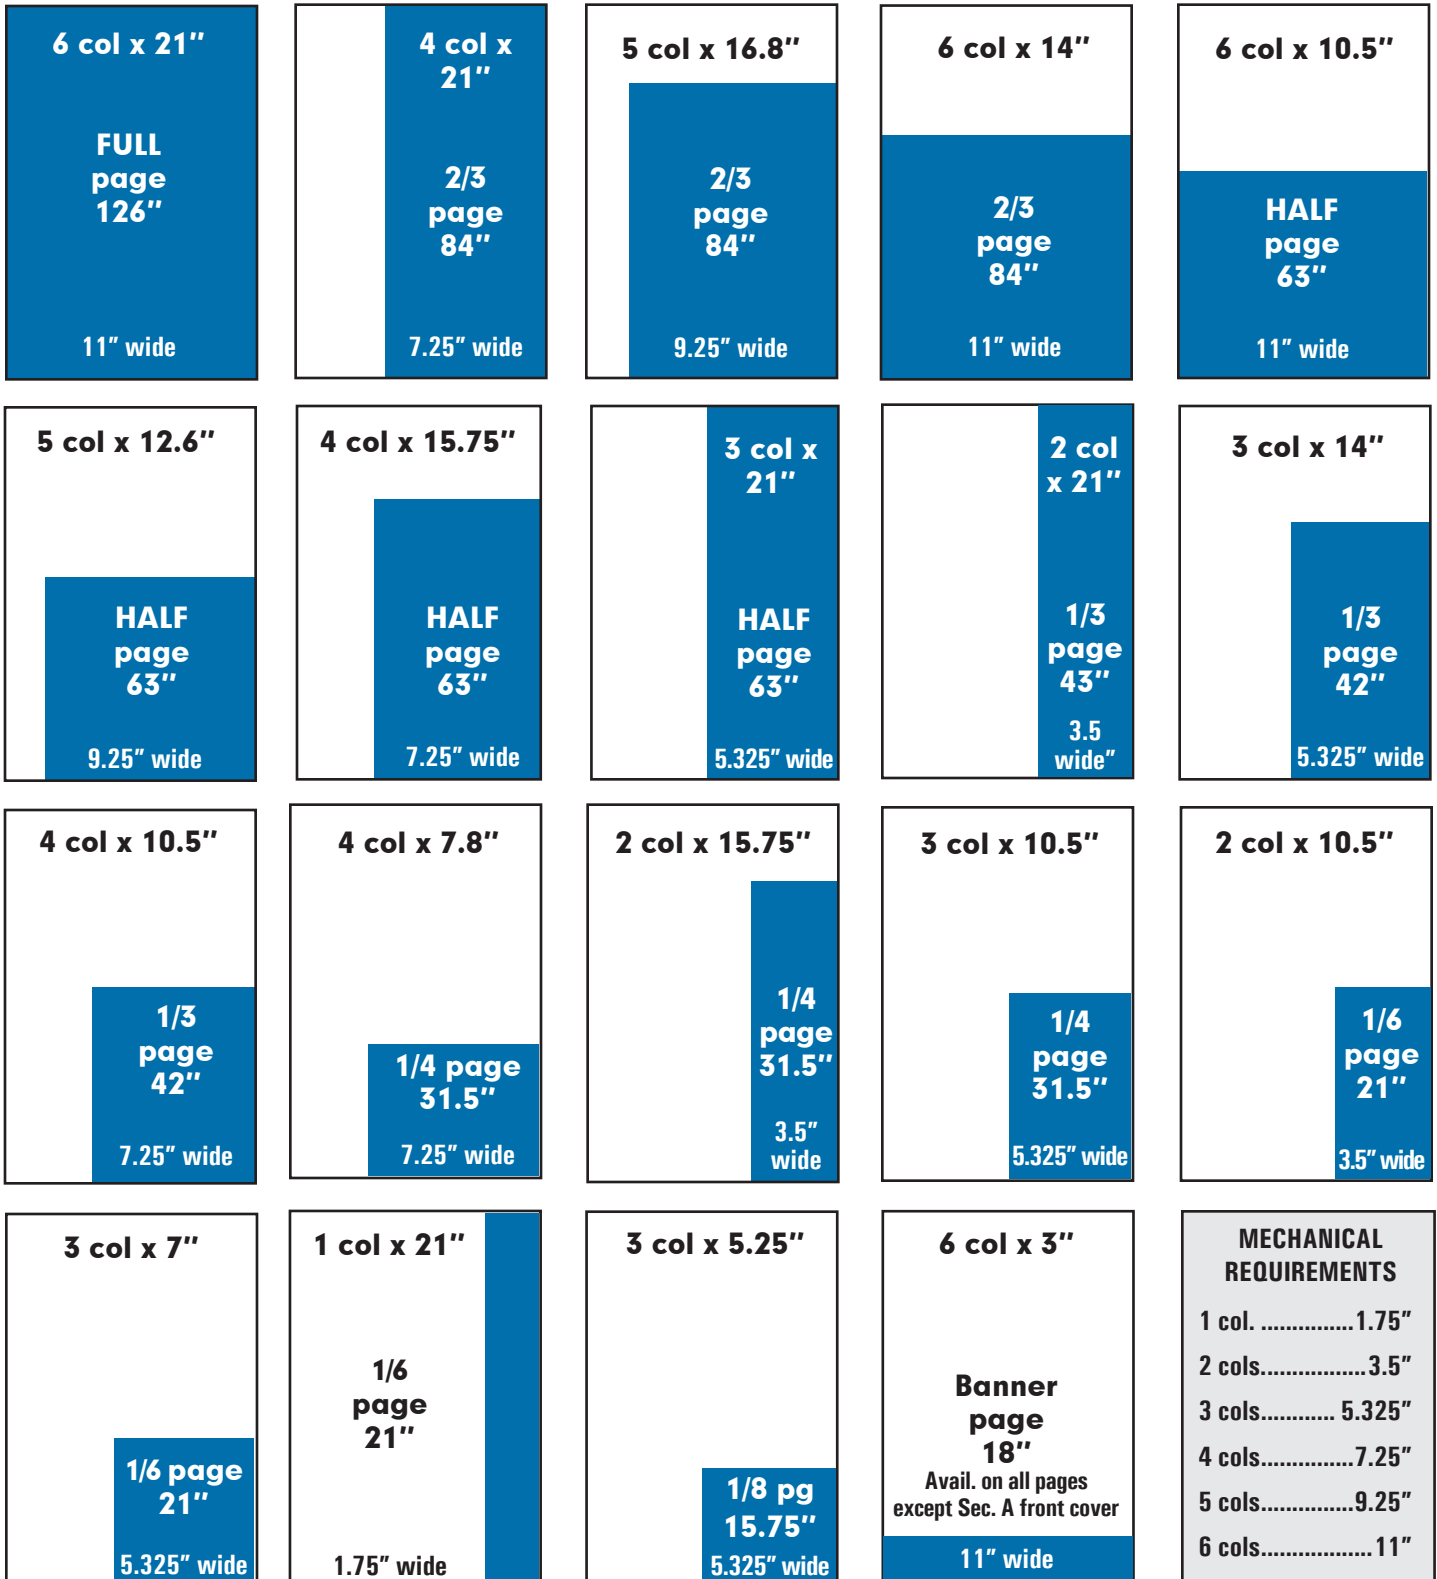 6 col x 21"
FULL
page
126"
11" wide
4 col x
21"
2/3
page
84"
7.25" wide
5 col x 16.8"
2/3
page
84"
9.25" wide
6 col x 14"
2/3
page
84"
11" wide
6 col x 10.5"
HALF
page
63"
11" wide
5 col x 12.6"
HALF
page
63"
9.25" wide
4 col x 15.75"
HALF
page
63"
7.25" wide
3 col x
21"
HALF
page
63"
5.325" wide
2 col
x 21"
1/3
page
43"
3.5
wide"
3 col x 14"
1/3
page
42"
5.325" wide
4 col x 10.5"
1/3
page
42"
7.25" wide
4 col x 7.8"
1/4 page
31.5"
7.25" wide
2 col x 15.75"
1/4
page
31.5"
3.5"
wide
3 col x 10.5"
1/4
page
31.5"
5.325" wide
2 col x 10.5"
1/6
page
21"
3.5" wide
3 col x 7"
1/6 page
21"
5.325" wide
1 col x 21"
1/6
page
21"
1.75" wide
3 col x 5.25"
1/8 pg
15.75"
5.325" wide
6 col x 3"
Banner
page
18"
Avail. on all pages
except Sec. A front cover
11" wide
MECHANICAL
REQUIREMENTS
1 col. ...............1.75"
2 cols.................3.5"
3 cols............ 5.325"
4 cols...............7.25"
5 cols...............9.25"
6 cols..................11"